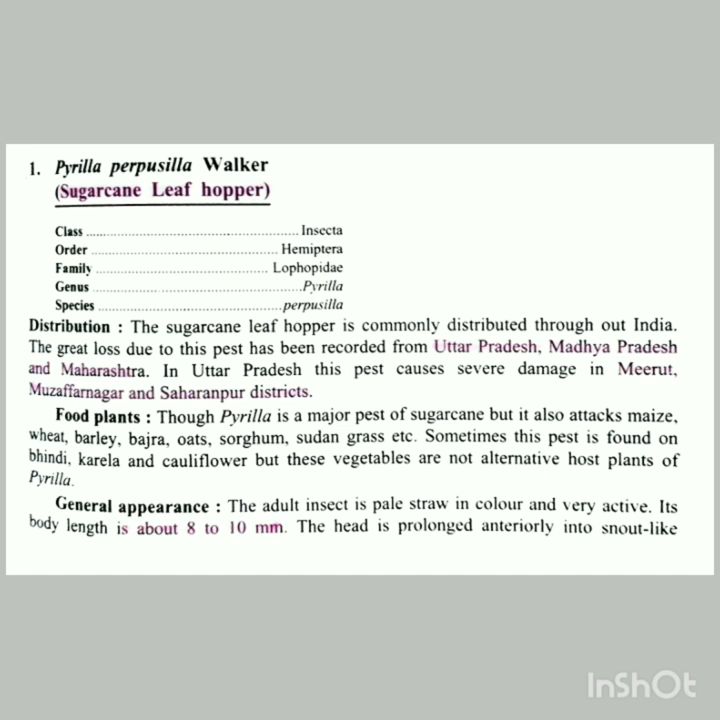 1. Pyrilla perpusilla Walker
(Sugarcane Leaf hopper)
Class ........................................................ Insecta
Order .................................................. Hemiptera
Family .............................................. Lophopidae
Genus ........................................................Pyrilla
Species ..................................................perpusilla
Distribution : The sugarcane leaf hopper is commonly distributed through out India.
The great loss due to this pest has been recorded from Uttar Pradesh, Madhya Pradesh
and Maharashtra. In Uttar Pradesh this pest causes severe damage in Meerut,
Muzaffarnagar and Saharanpur districts.
Food plants : Though Pyrilla is a major pest of sugarcane but it also attacks maize,
wheat, barley, bajra, oats, sorghum, sudan grass etc. Sometimes this pest is found on
bhindi, karela and cauliflower but these vegetables are not alternative host plants of
Pyrilla.
General appearance : The adult insect is pale straw in colour and very active. Its
body length is about 8 to 10 mm. The head is prolonged anteriorly into snout-like
InShOt